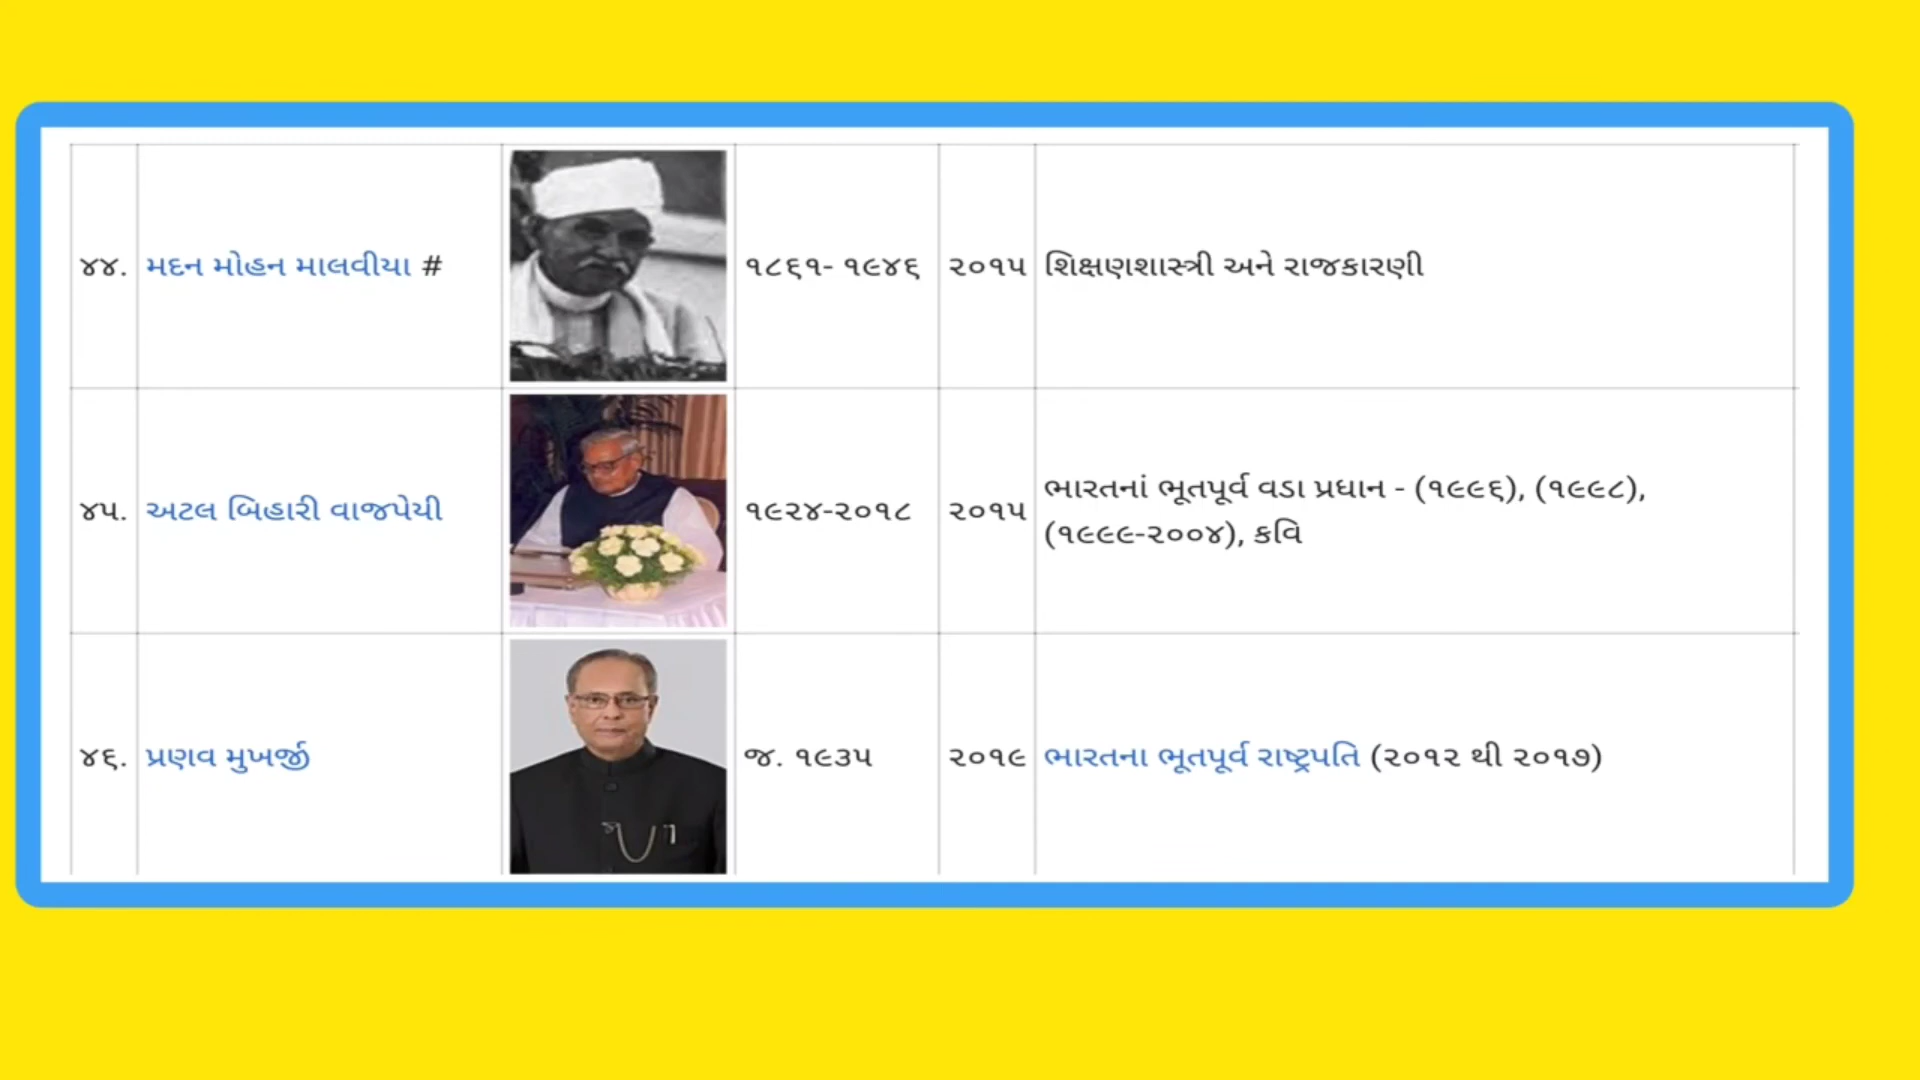 ૪૪. મદન મોહન માલવીયા # ૧૮૬૧- ૧૯૪૬ ૨૦૧૫ શિક્ષણશાસ્ત્રી અને રાજકારણી
૪૫. અટલ બિહારી વાજપેયી ૧૯૨૪-૨૦૧૮ ૨૦૧૫ ભારતનાં ભૂતપૂર્વ વડા પ્રધાન - (૧૯૯૬), (૧૯૯૮),
(૧૯૯૯-૨૦૦૪), કવિ
૪૬. પ્રણવ મુખર્જી જ. ૧૯૩૫ ૨૦૧૯ ભારતના ભૂતપૂર્વ રાષ્ટ્રપતિ (૨૦૧૨ થી ૨૦૧૭)